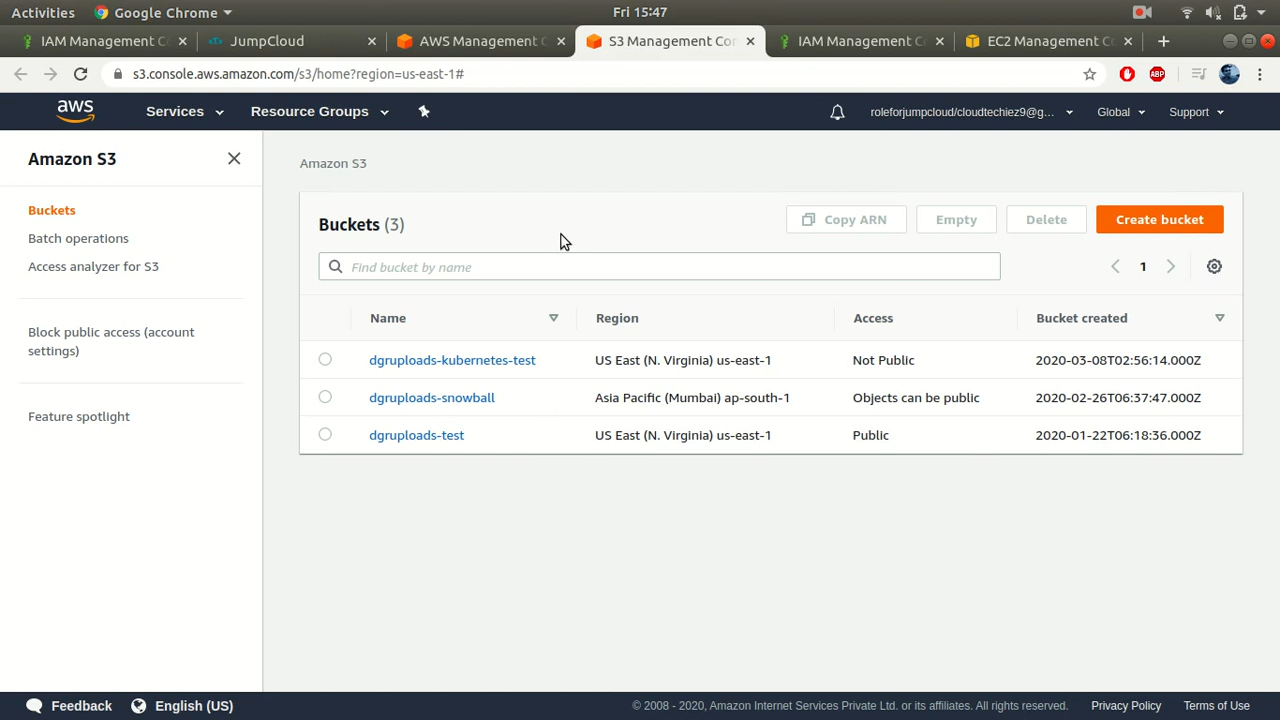 Activities Google Chrome Fri 15:47
IAM Management C JumpCloud AWS Management C S3 Management Con IAM Management C EC2 Management C
s3.console.aws.amazon.com/s3/home?region=us-east-1#
ABP
aws Services Resource Groups roleforjumpcloud/cloudtechiez9@g... Global Support
Amazon S3
Buckets
Batch operations
Access analyzer for S3
Block public access (account
settings)
Feature spotlight
Amazon S3
Buckets (3) Copy ARN Empty Delete Create bucket
Find bucket by name 1
Name Region Access Bucket created
dgruploads-kubernetes-test US East (N. Virginia) us-east-1 Not Public 2020-03-08T02:56:14.000Z
dgruploads-snowball Asia Pacific (Mumbai) ap-south-1 Objects can be public 2020-02-26T06:37:47.000Z
dgruploads-test US East (N. Virginia) us-east-1 Public 2020-01-22T06:18:36.000Z
Feedback English (US) © 2008 - 2020, Amazon Internet Services Private Ltd. or its affiliates. All rights reserved. Privacy Policy Terms of Use